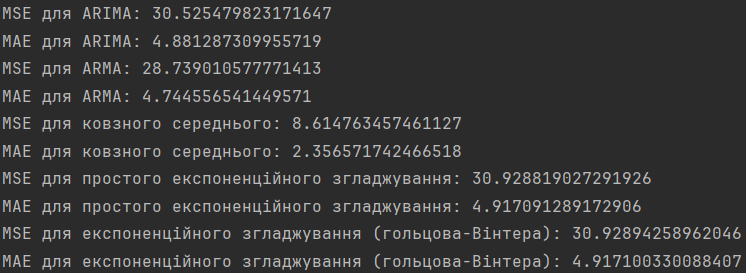 MSE для ARIMA: 30.525479823171647
MAE для ARIMA: 4.881287309955719
MSE для ARMA: 28.739010577771413
MAE для ARMA: 4.744556541449571
MSE для ковзного середнього: 8.614763457461127
MAE для ковзного середнього: 2.356571742466518
MSE для простого експоненційного згладжування: 30.928819027291926
MAE для простого експоненційного згладжування: 4.917091289172906
MSE для експоненційного згладжування (гольцова-Вінтера): 30.92894258962046
MAE для експоненційного згладжування (гольцова-Вінтера): 4.917100330088407